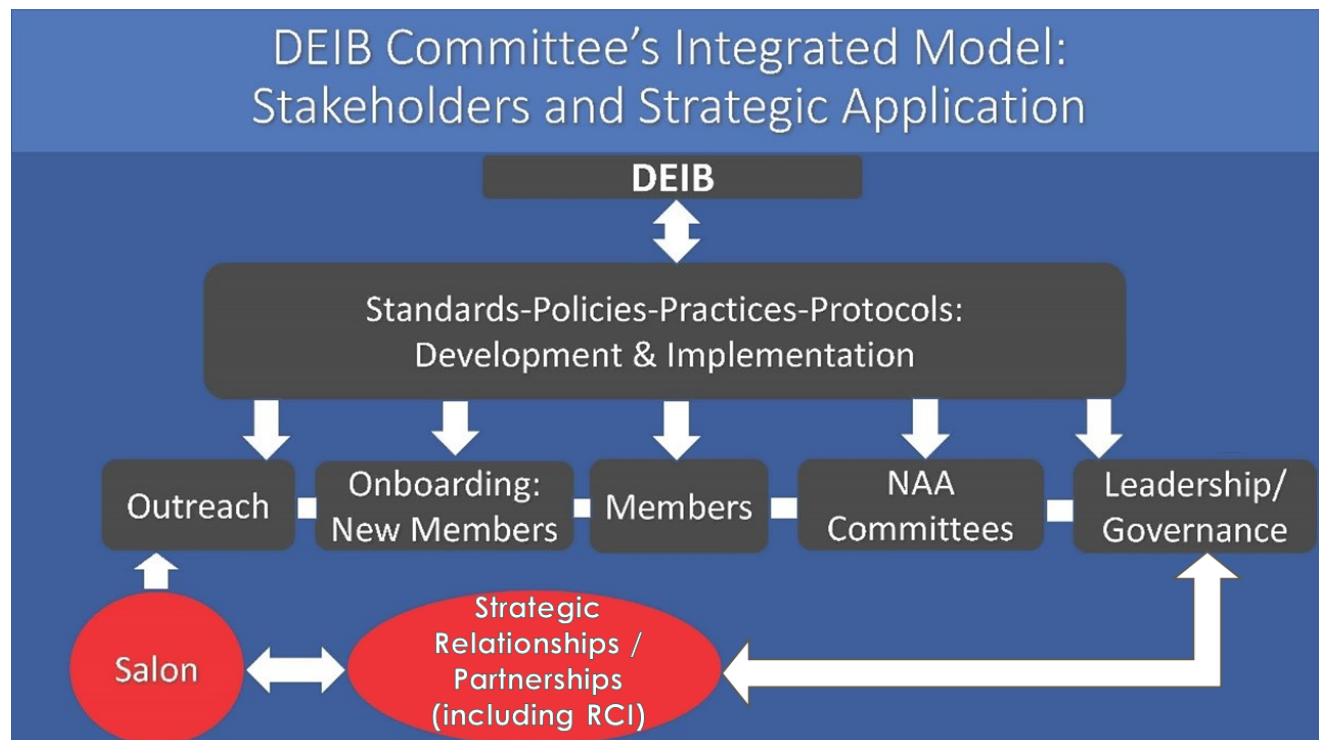 DEIB Committee’s Integrated Model:
Stakeholders and Strategic Application
DEIB
Standards-Policies-Practices-Protocols:
Development & Implementation
Outreach
Onboarding:
New Members
Members
NAA
Committees
Leadership/
Governance
Salon
Strategic
Relationships /
Partnerships
(including RCI)